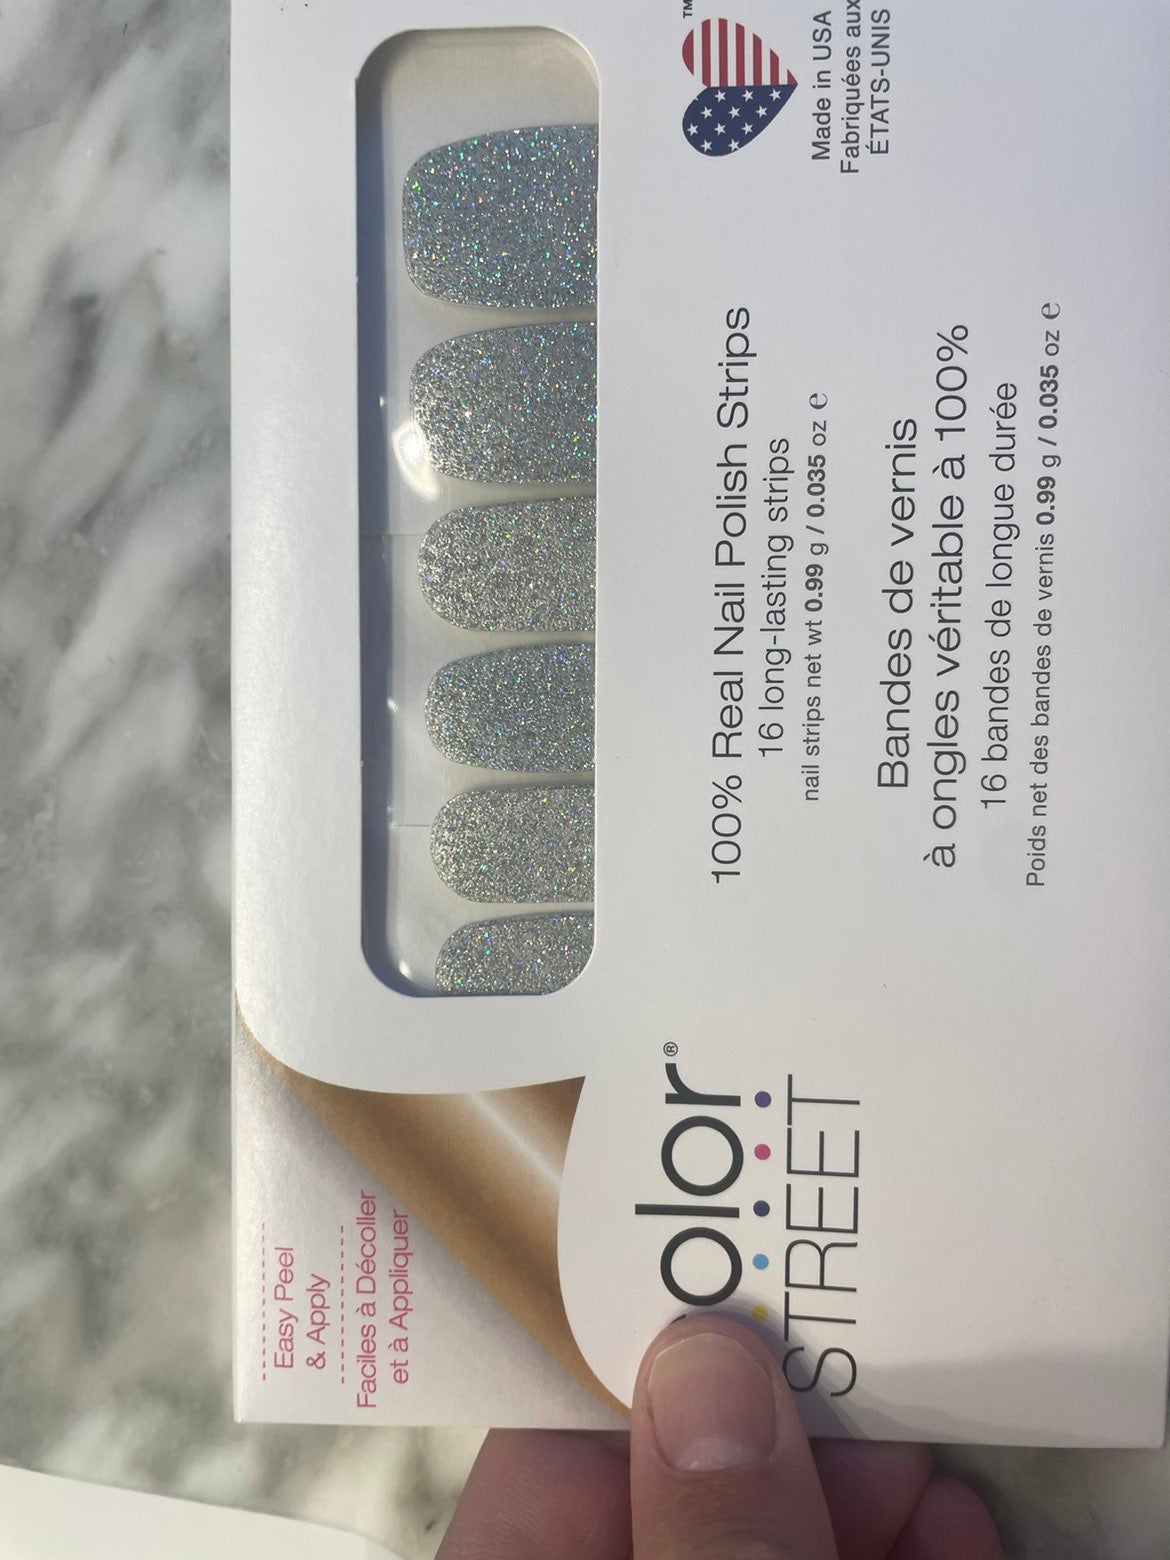 Easy Peel
& Apply
Faciles à Décoller
et à Appliquer
olor®
STREET
100% Real Nail Polish Strips
16 long-lasting strips
nail strips net wt 0.99 g / 0.035 oz ℮
Bandes de vernis
à ongles véritable à 100%
16 bandes de longue durée
Poids net des bandes de vernis 0.99 g / 0.035 oz ℮
TM
Made in USA
Fabriquées aux
ÉTATS-UNIS